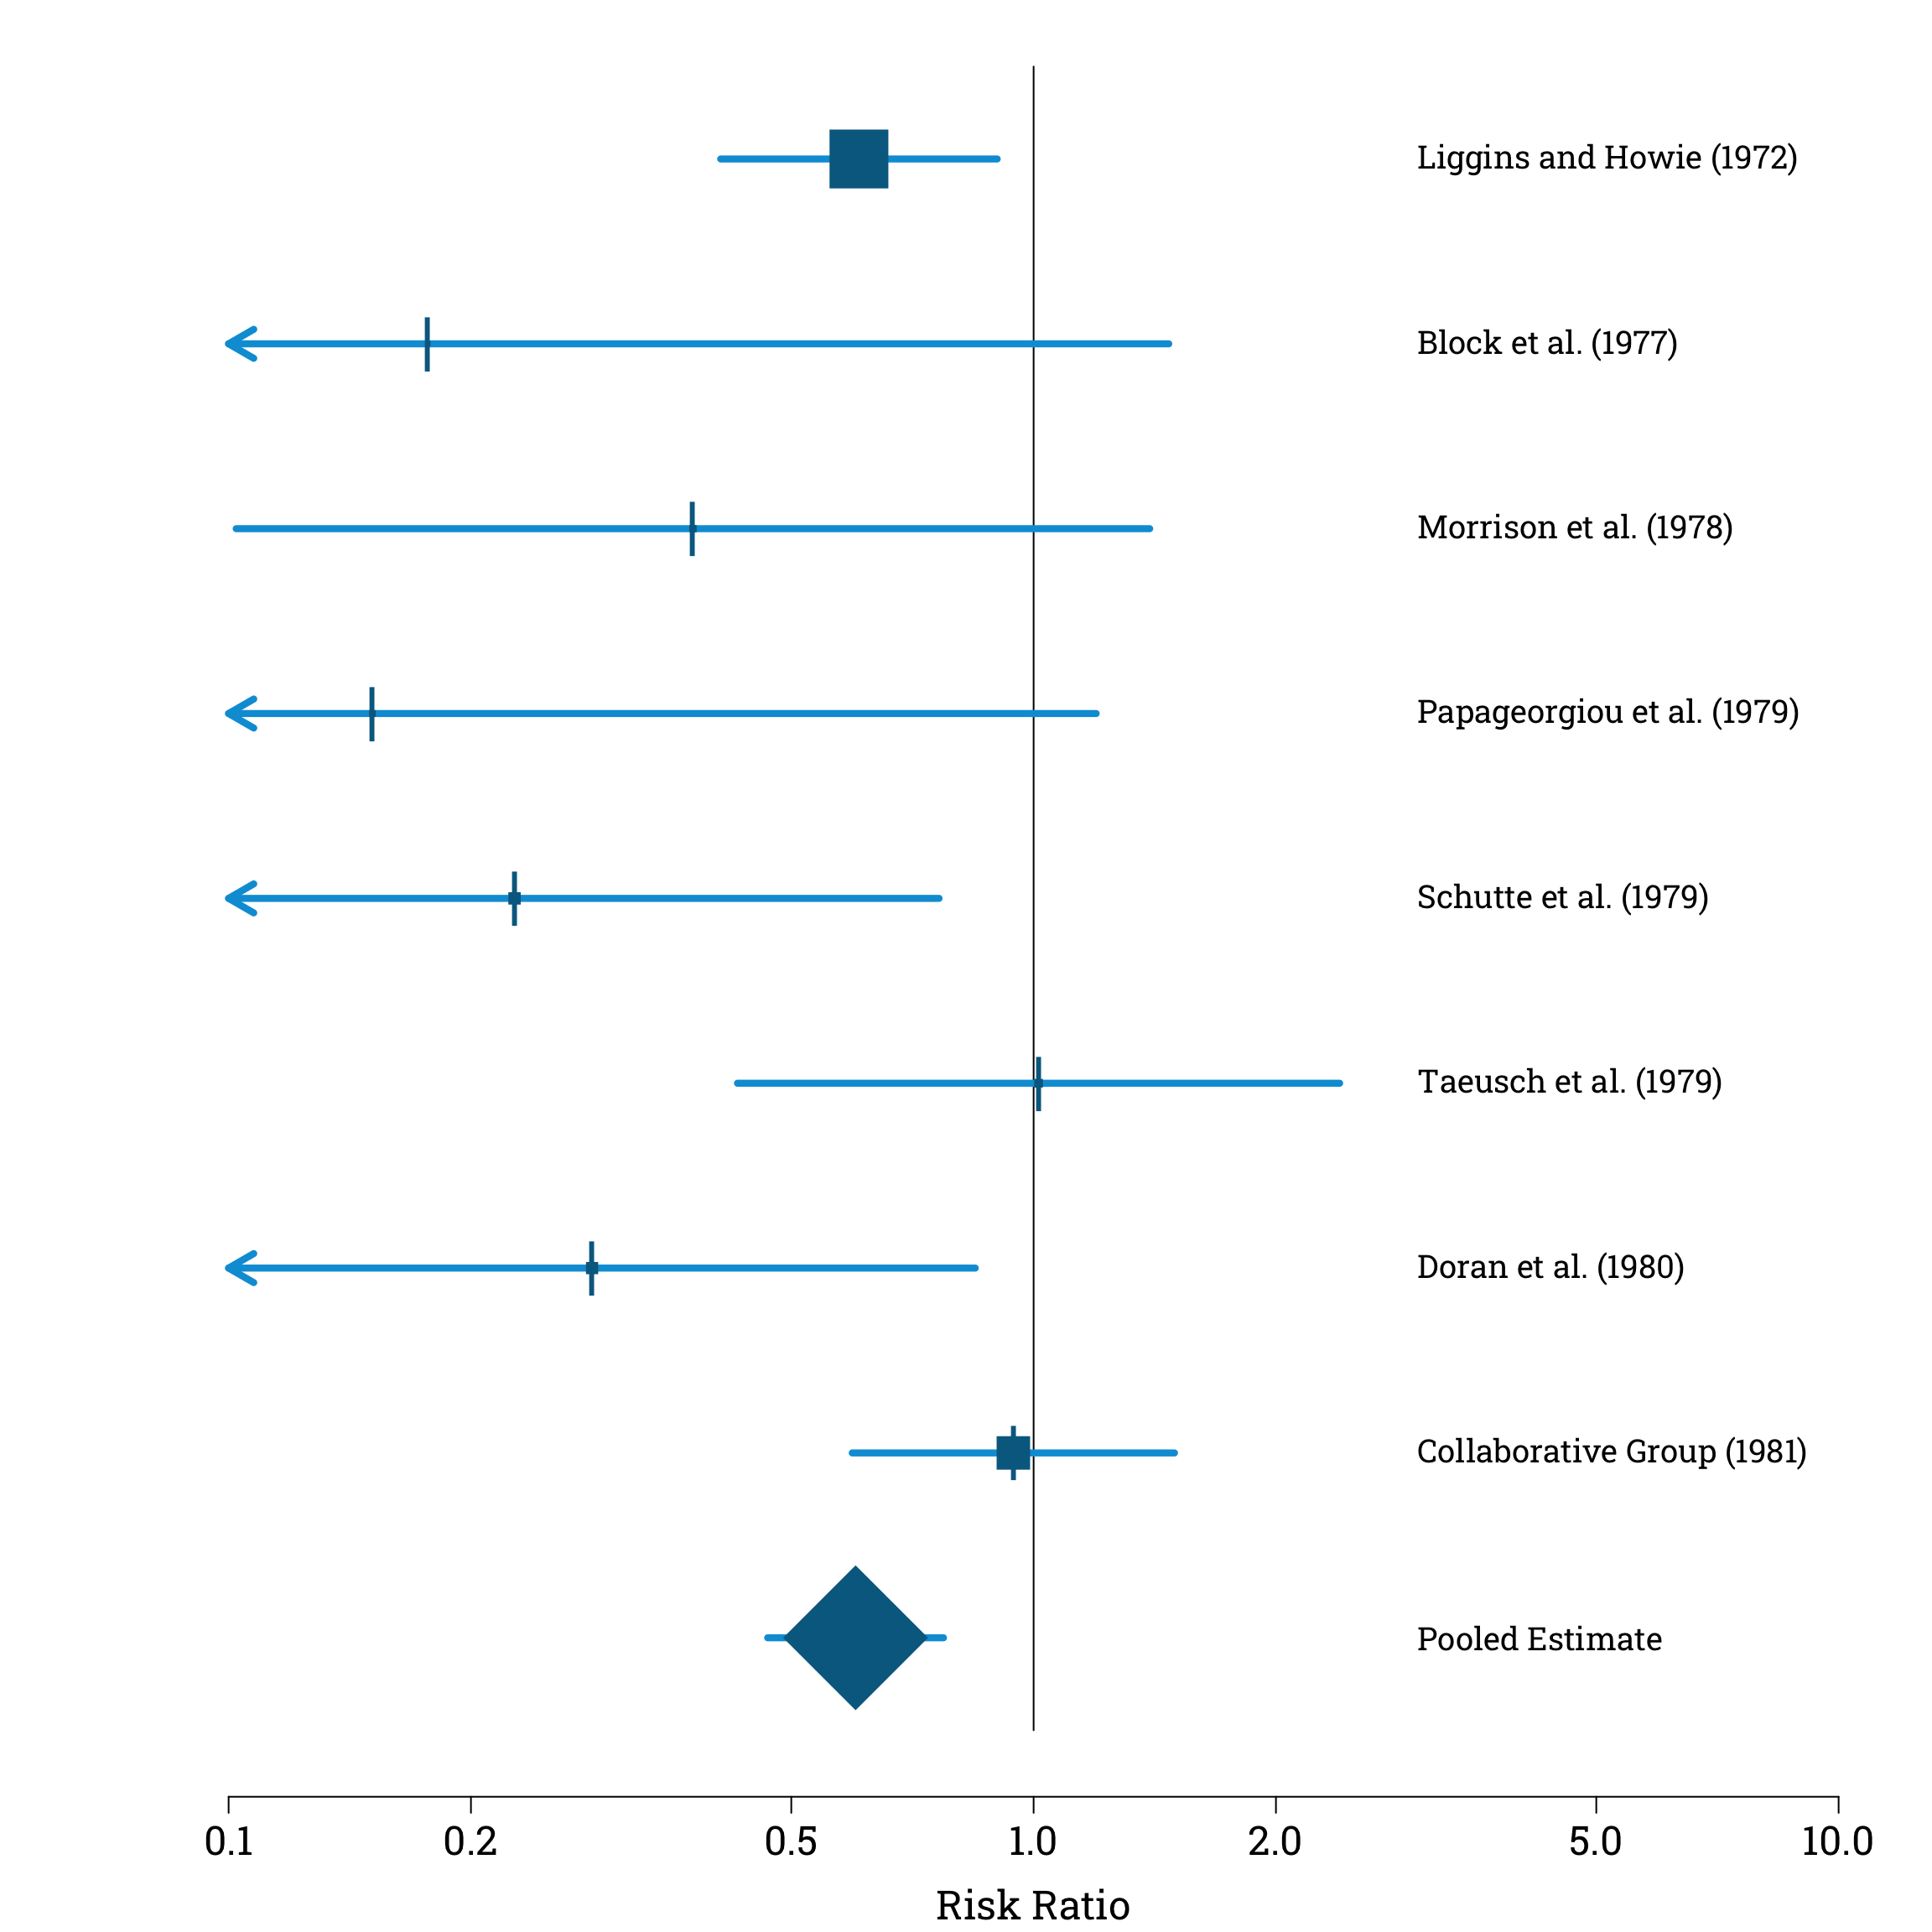 Liggins and Howie (1972)
Block et al. (1977)
Morrison et al. (1978)
Papageorgiou et al. (1979)
Schutte et al. (1979)
Taeusch et al. (1979)
Doran et al. (1980)
Collaborative Group (1981)
Pooled Estimate
0.1 0.2 0.5 1.0 2.0 5.0 10.0
Risk Ratio